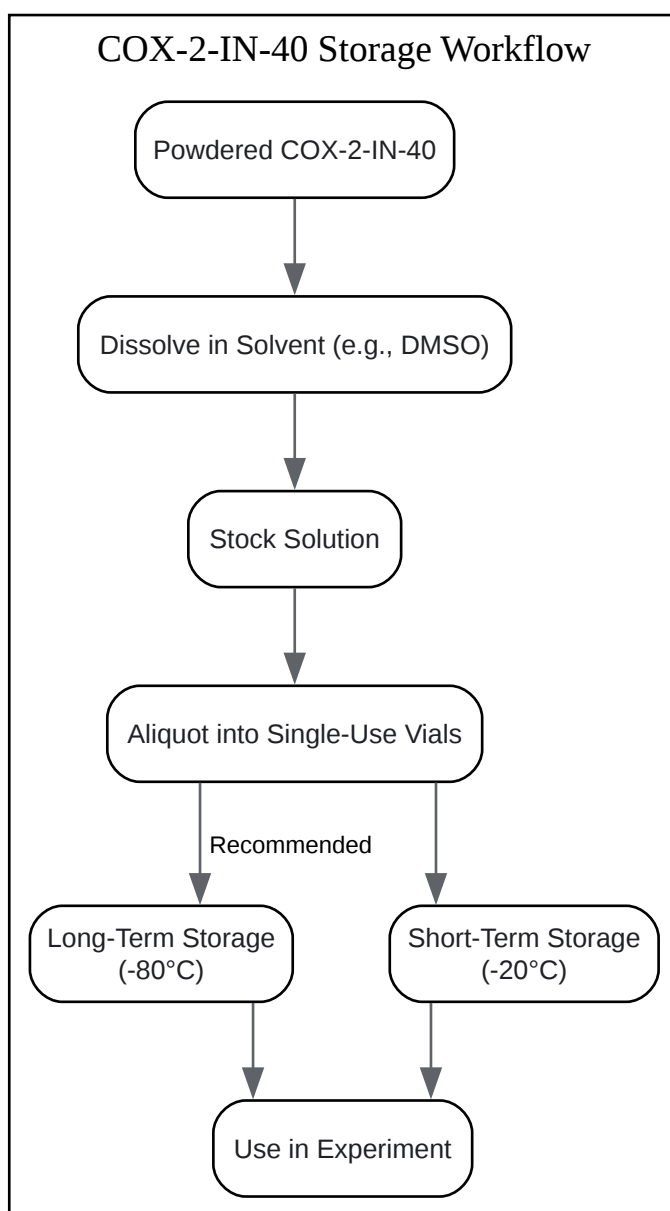 COX-2-IN-40 Storage Workflow
Powdered COX-2-IN-40
Dissolve in Solvent (e.g., DMSO)
Stock Solution
Aliquot into Single-Use Vials
Recommended
Long-Term Storage
(-80°C)
Short-Term Storage
(-20°C)
Use in Experiment